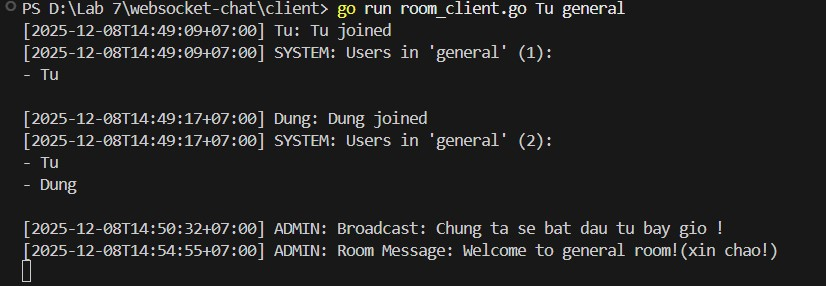 PS D:\Lab 7\websocket-chat\client> go run room_client.go Tu general
[2025-12-08T14:49:09+07:00] Tu: Tu joined
[2025-12-08T14:49:09+07:00] SYSTEM: Users in 'general' (1):
- Tu
[2025-12-08T14:49:17+07:00] Dung: Dung joined
[2025-12-08T14:49:17+07:00] SYSTEM: Users in 'general' (2):
- Tu
- Dung
[2025-12-08T14:50:32+07:00] ADMIN: Broadcast: Chung ta se bat dau tu bay gio !
[2025-12-08T14:54:55+07:00] ADMIN: Room Message: Welcome to general room!(xin chao!)